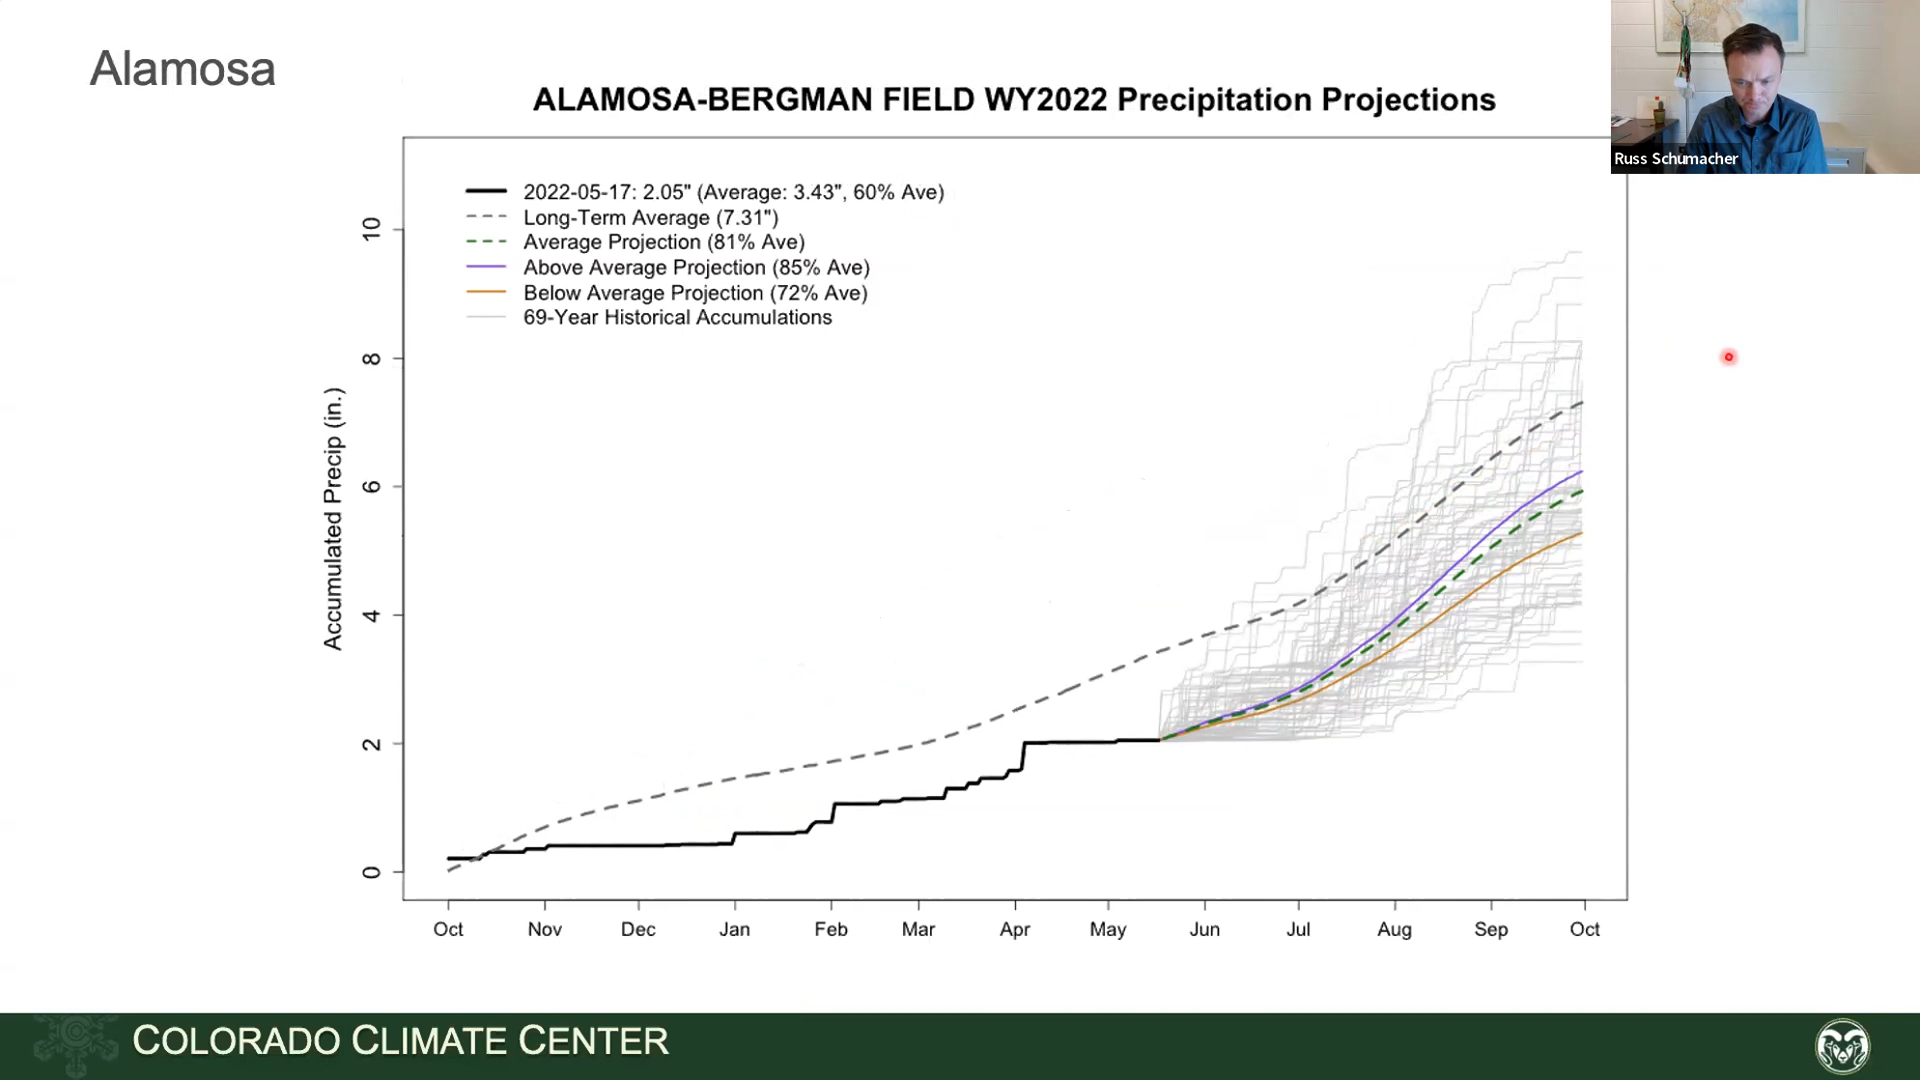 Alamosa
ALAMOSA-BERGMAN FIELD WY2022 Precipitation Projections
Russ Schumacher
2022-05-17: 2.05" (Average: 3.43", 60% Ave)
Long-Term Average (7.31")
Average Projection (81% Ave)
Above Average Projection (85% Ave)
Below Average Projection (72% Ave)
69-Year Historical Accumulations
Accumulated Precip (in.)
10
8
6
4
2
0
Oct Nov Dec Jan Feb Mar Apr May Jun Jul Aug Sep Oct
COLORADO CLIMATE CENTER